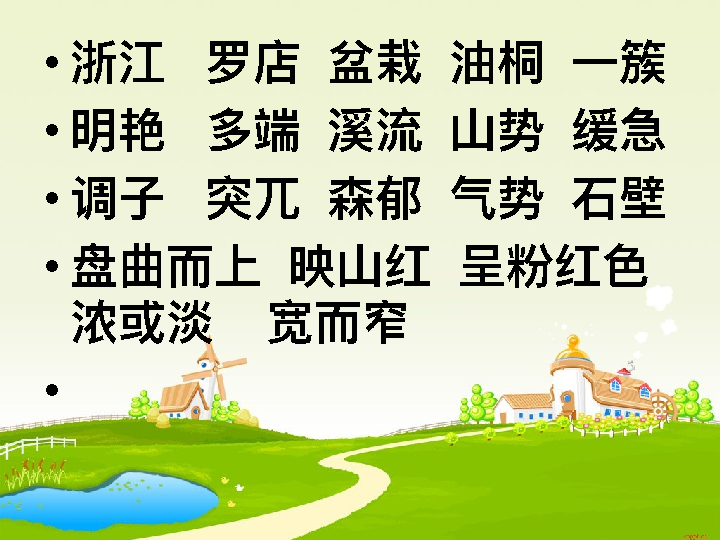 • 浙江 罗店 盆栽 油桐 一簇
• 明艳 多端 溪流 山势 缓急
• 调子 突兀 森郁 气势 石壁
• 盘曲而上 映山红 呈粉红色
浓或淡 宽而窄
•